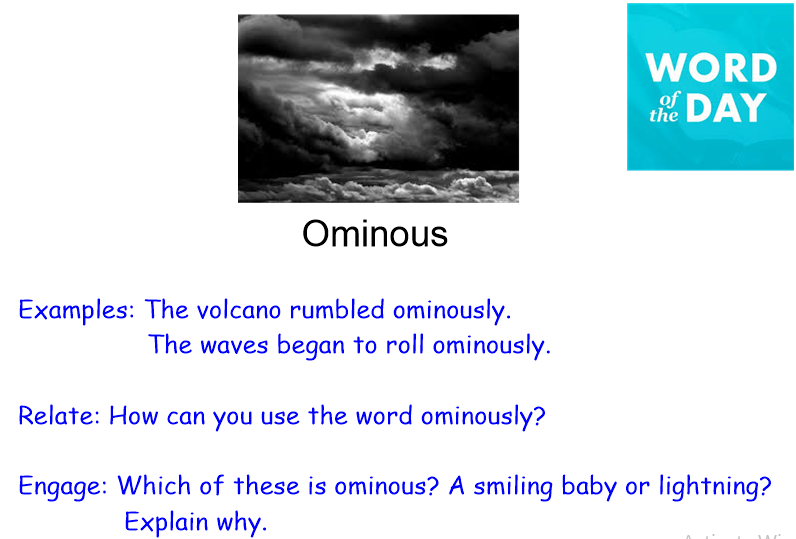 WORD
of
the DAY
Ominous
Examples: The volcano rumbled ominously.
The waves began to roll ominously.
Relate: How can you use the word ominously?
Engage: Which of these is ominous? A smiling baby or lightning?
Explain why.